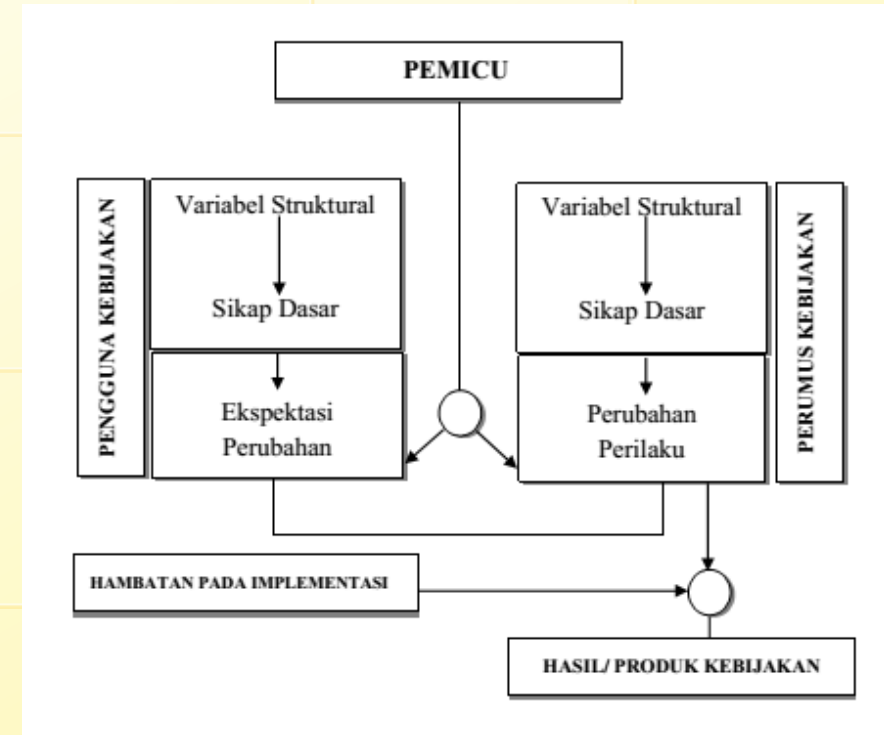 PEMICU
PENGGUNA KEBIJAKAN
Variabel Struktural
Sikap Dasar
Ekspektasi
Perubahan
Variabel Struktural
Sikap Dasar
Perubahan
Perilaku
PERUMUS KEBIJAKAN
HAMBATAN PADA IMPLEMENTASI
HASIL/ PRODUK KEBIJAKAN